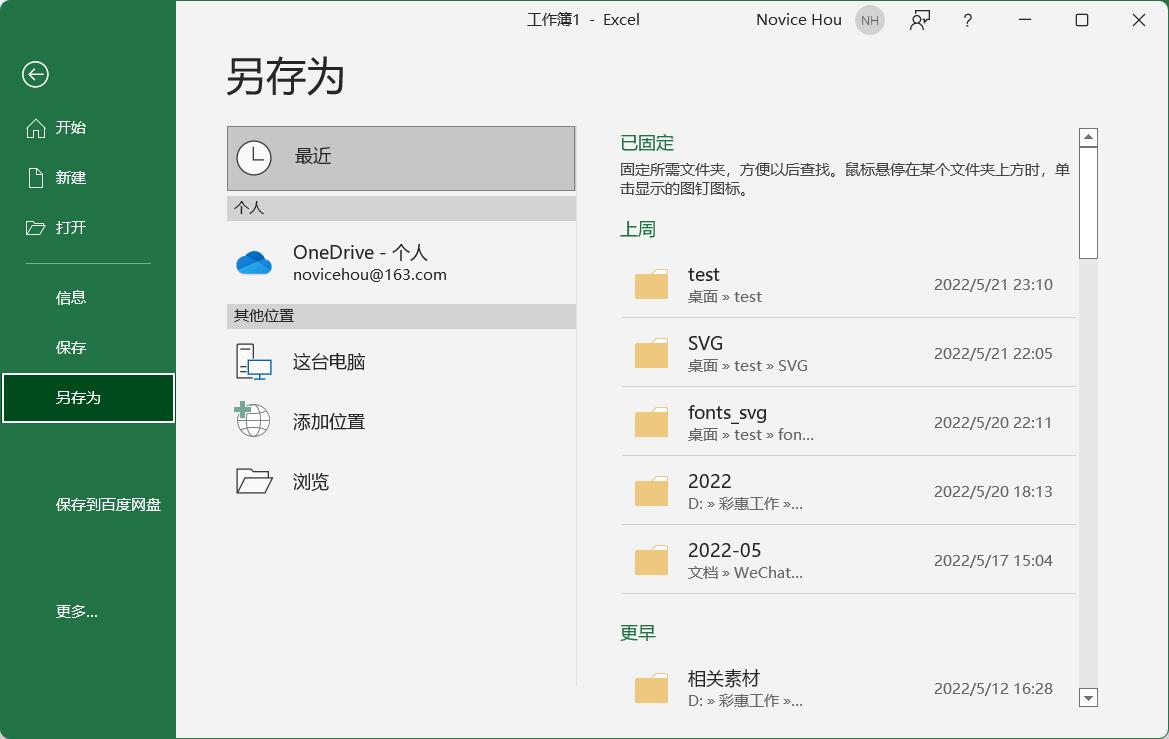 工作簿1 - Excel
Novice Hou
NH
?
开始
新建
打开
信息
保存
另存为
保存到百度网盘
更多...
另存为
最近
个人
OneDrive - 个人
novicehou@163.com
其他位置
这台电脑
添加位置
浏览
已固定
固定所需文件夹，方便以后查找。鼠标悬停在某个文件夹上方时，单
击显示的图钉图标。
上周
test
桌面 » test
2022/5/21 23:10
SVG
桌面 » test » SVG
2022/5/21 22:05
fonts_svg
桌面 » test » fon...
2022/5/20 22:11
2022
D: » 彩惠工作 »...
2022/5/20 18:13
2022-05
文档 » WeChat...
2022/5/17 15:04
更早
相关素材
D: » 彩惠工作 »...
2022/5/12 16:28